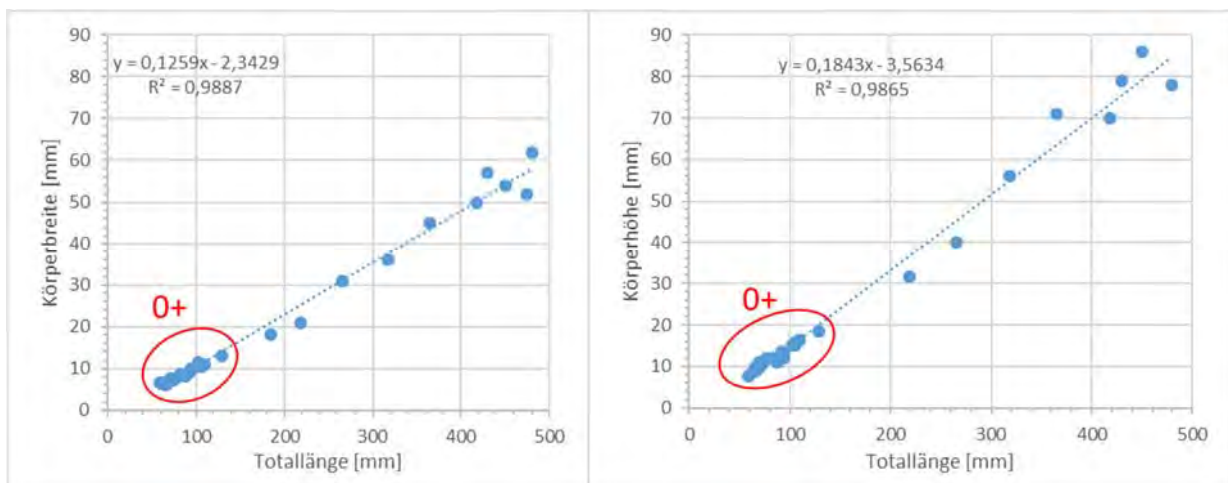 y = 0,1259x - 2,3429
R² = 0,9887
0+
Körperbreite [mm]
90
80
70
60
50
40
30
20
10
0
0 100 200 300 400 500
Totallänge [mm]
y = 0,1843x - 3,5634
R² = 0,9865
0+
Körperhöhe [mm]
90
80
70
60
50
40
30
20
10
0
0 100 200 300 400 500
Totallänge [mm]